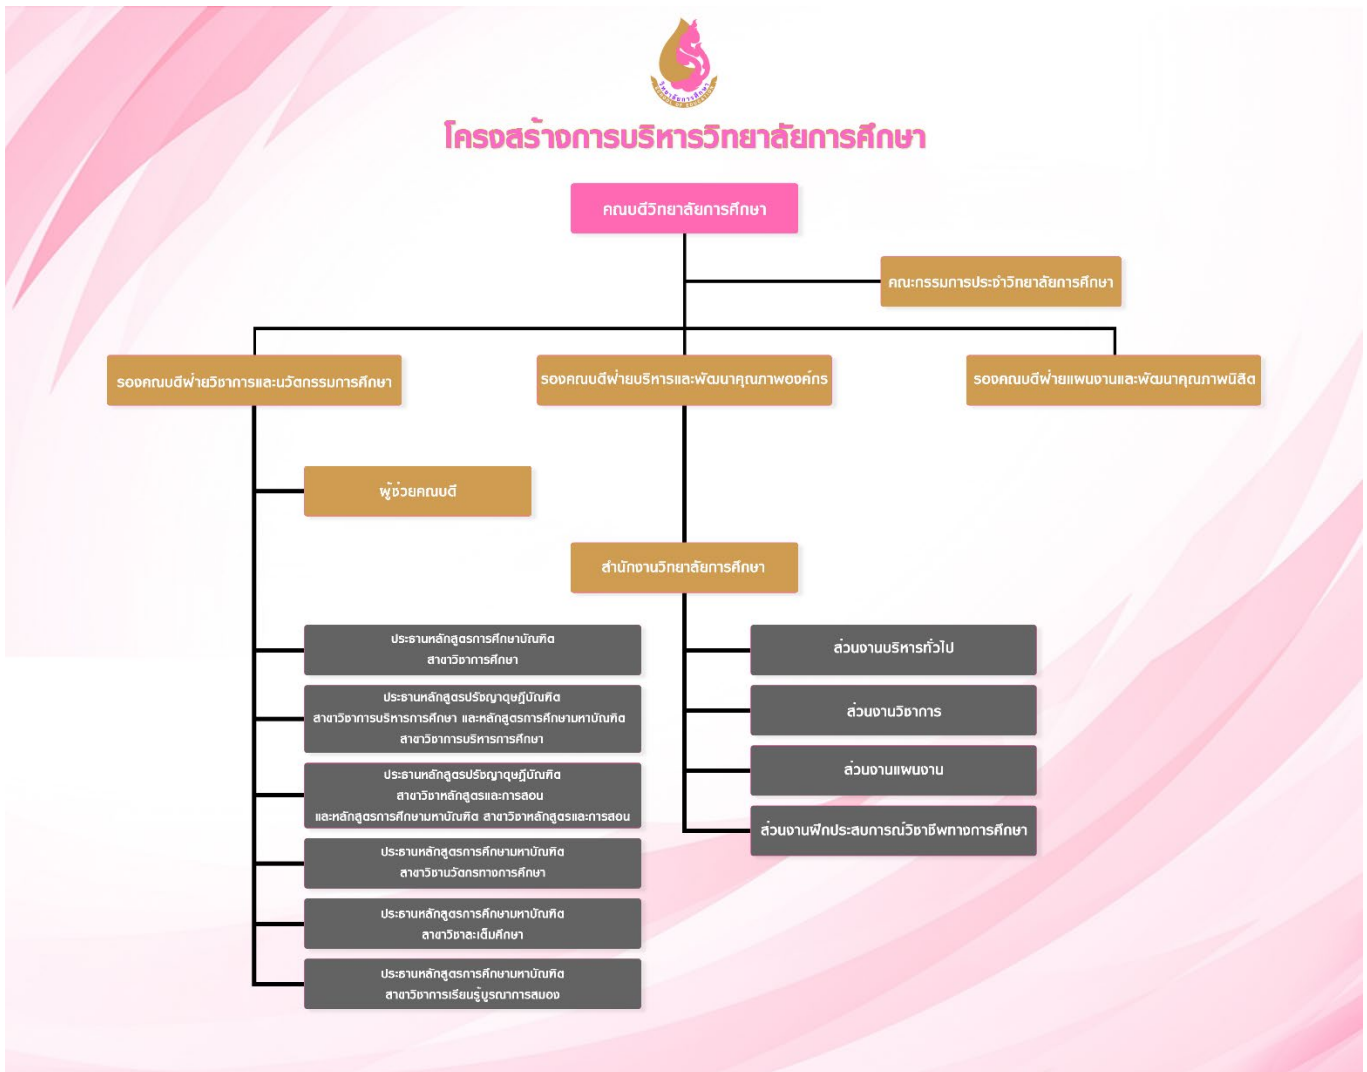 วิทยาลัยการศึกษา
SCHOOL OF EDUCATION
โครงสร้างการบริหารวิทยาลัยการศึกษา
คณบดีวิทยาลัยการศึกษา
คณะกรรมการประจำวิทยาลัยการศึกษา
รองคณบดีฝ่ายวิชาการและนวัตกรรมการศึกษา
รองคณบดีฝ่ายบริหารและพัฒนาคุณภาพองค์กร
รองคณบดีฝ่ายแผนงานและพัฒนาคุณภาพนิสิต
ผู้ช่วยคณบดี
สำนักงานวิทยาลัยการศึกษา
ประธานหลักสูตรการศึกษาบัณฑิต
สาขาวิชาการศึกษา
ประธานหลักสูตรปรัชญาดุษฎีบัณฑิต
สาขาวิชาการบริหารการศึกษา และหลักสูตรการศึกษามหาบัณฑิต
สาขาวิชาการบริหารการศึกษา
ประธานหลักสูตรปรัชญาดุษฎีบัณฑิต
สาขาวิชาหลักสูตรและการสอน
และหลักสูตรการศึกษามหาบัณฑิต สาขาวิชาหลักสูตรและการสอน
ประธานหลักสูตรการศึกษามหาบัณฑิต
สาขาวิชานวัตกรทางการศึกษา
ประธานหลักสูตรการศึกษามหาบัณฑิต
สาขาวิชาสะเต็มศึกษา
ประธานหลักสูตรการศึกษามหาบัณฑิต
สาขาวิชาการเรียนรู้บูรณาการสมอง
ส่วนงานบริหารทั่วไป
ส่วนงานวิชาการ
ส่วนงานแผนงาน
ส่วนงานฝึกประสบการณ์วิชาชีพทางการศึกษา